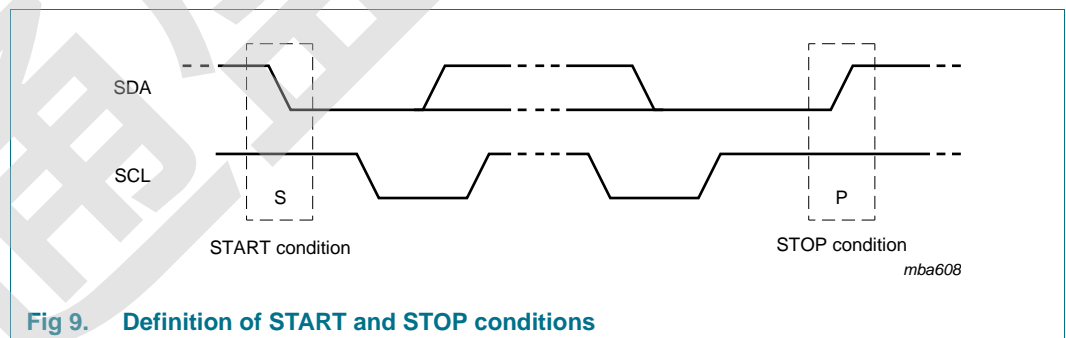 SDA
SCL
S
P
START condition
STOP condition
mba608
Fig 9. Definition of START and STOP conditions